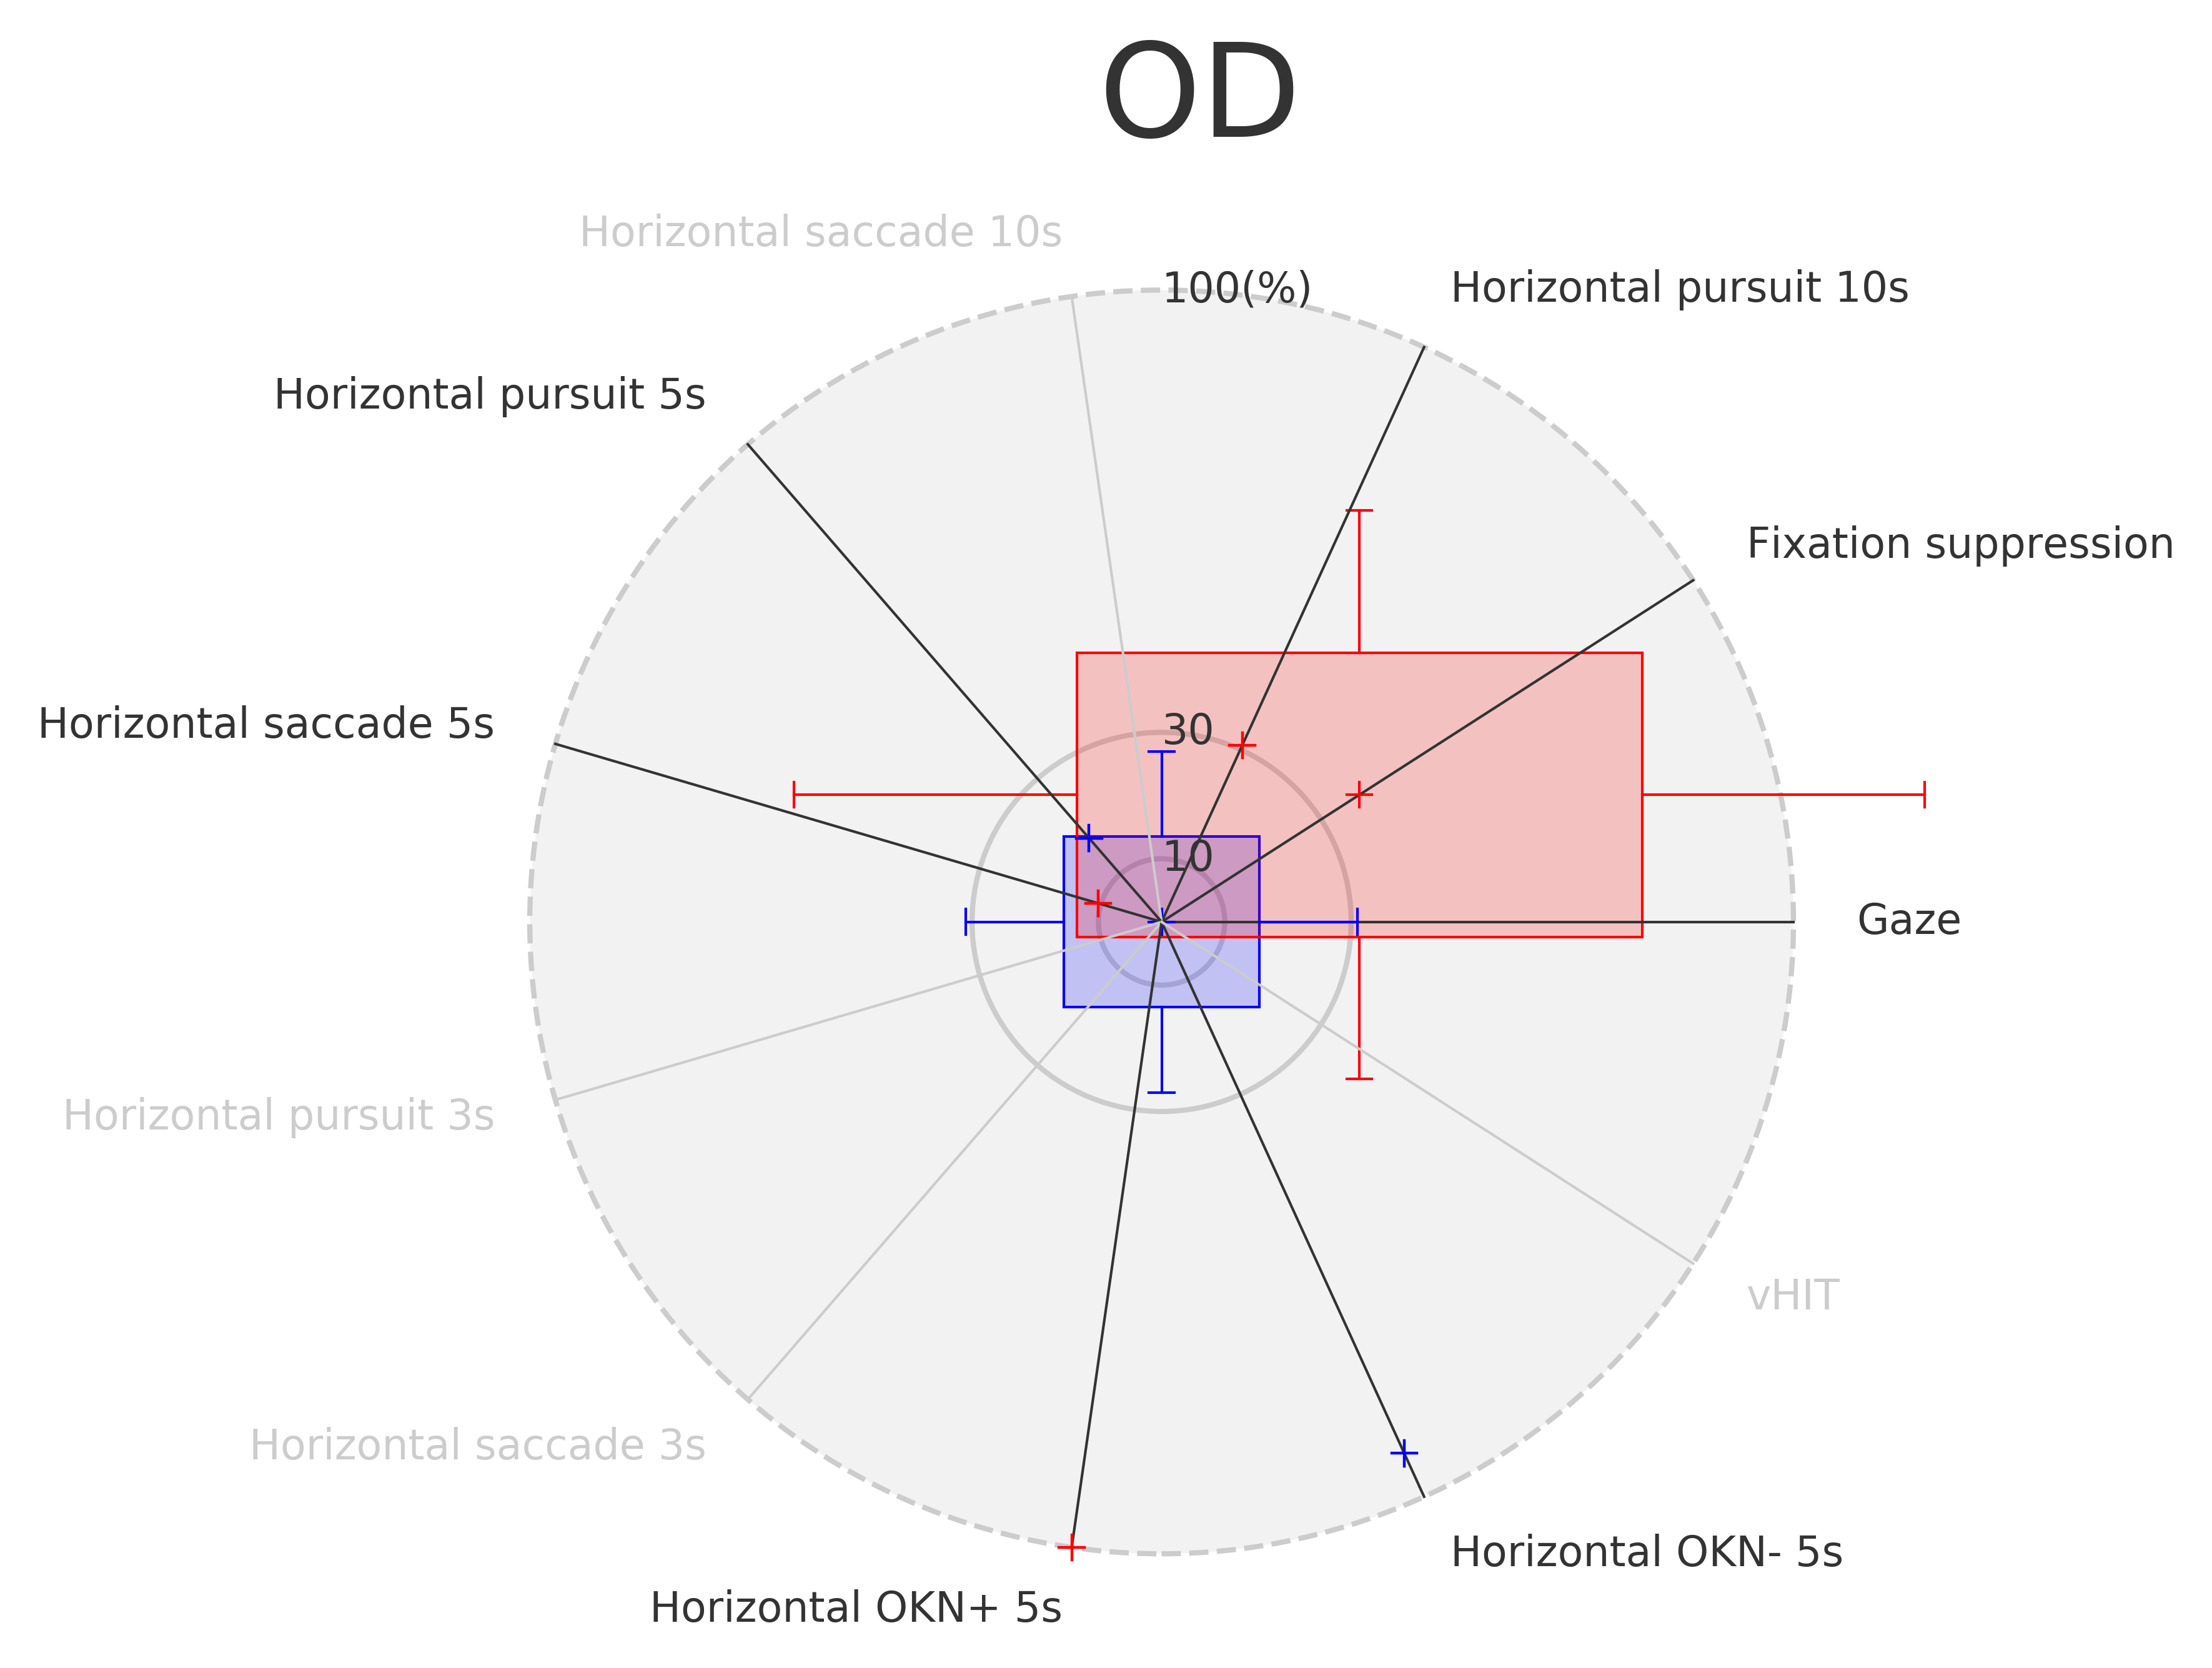 OD
Horizontal saccade 10s
100(%)
Horizontal pursuit 10s
Horizontal pursuit 5s
Fixation suppression
Horizontal saccade 5s
30
10
Gaze
Horizontal pursuit 3s
vHIT
Horizontal saccade 3s
Horizontal OKN- 5s
Horizontal OKN+ 5s